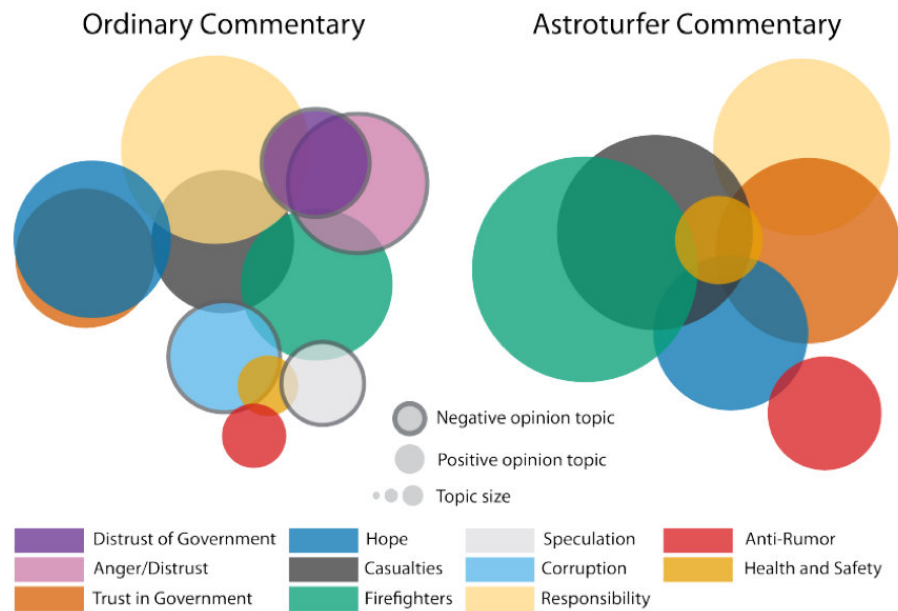 Ordinary Commentary
Astroturfer Commentary
Negative opinion topic
Positive opinion topic
Topic size
Distrust of Government
Hope
Speculation
Anti-Rumor
Anger/Distrust
Casualties
Corruption
Health and Safety
Trust in Government
Firefighters
Responsibility